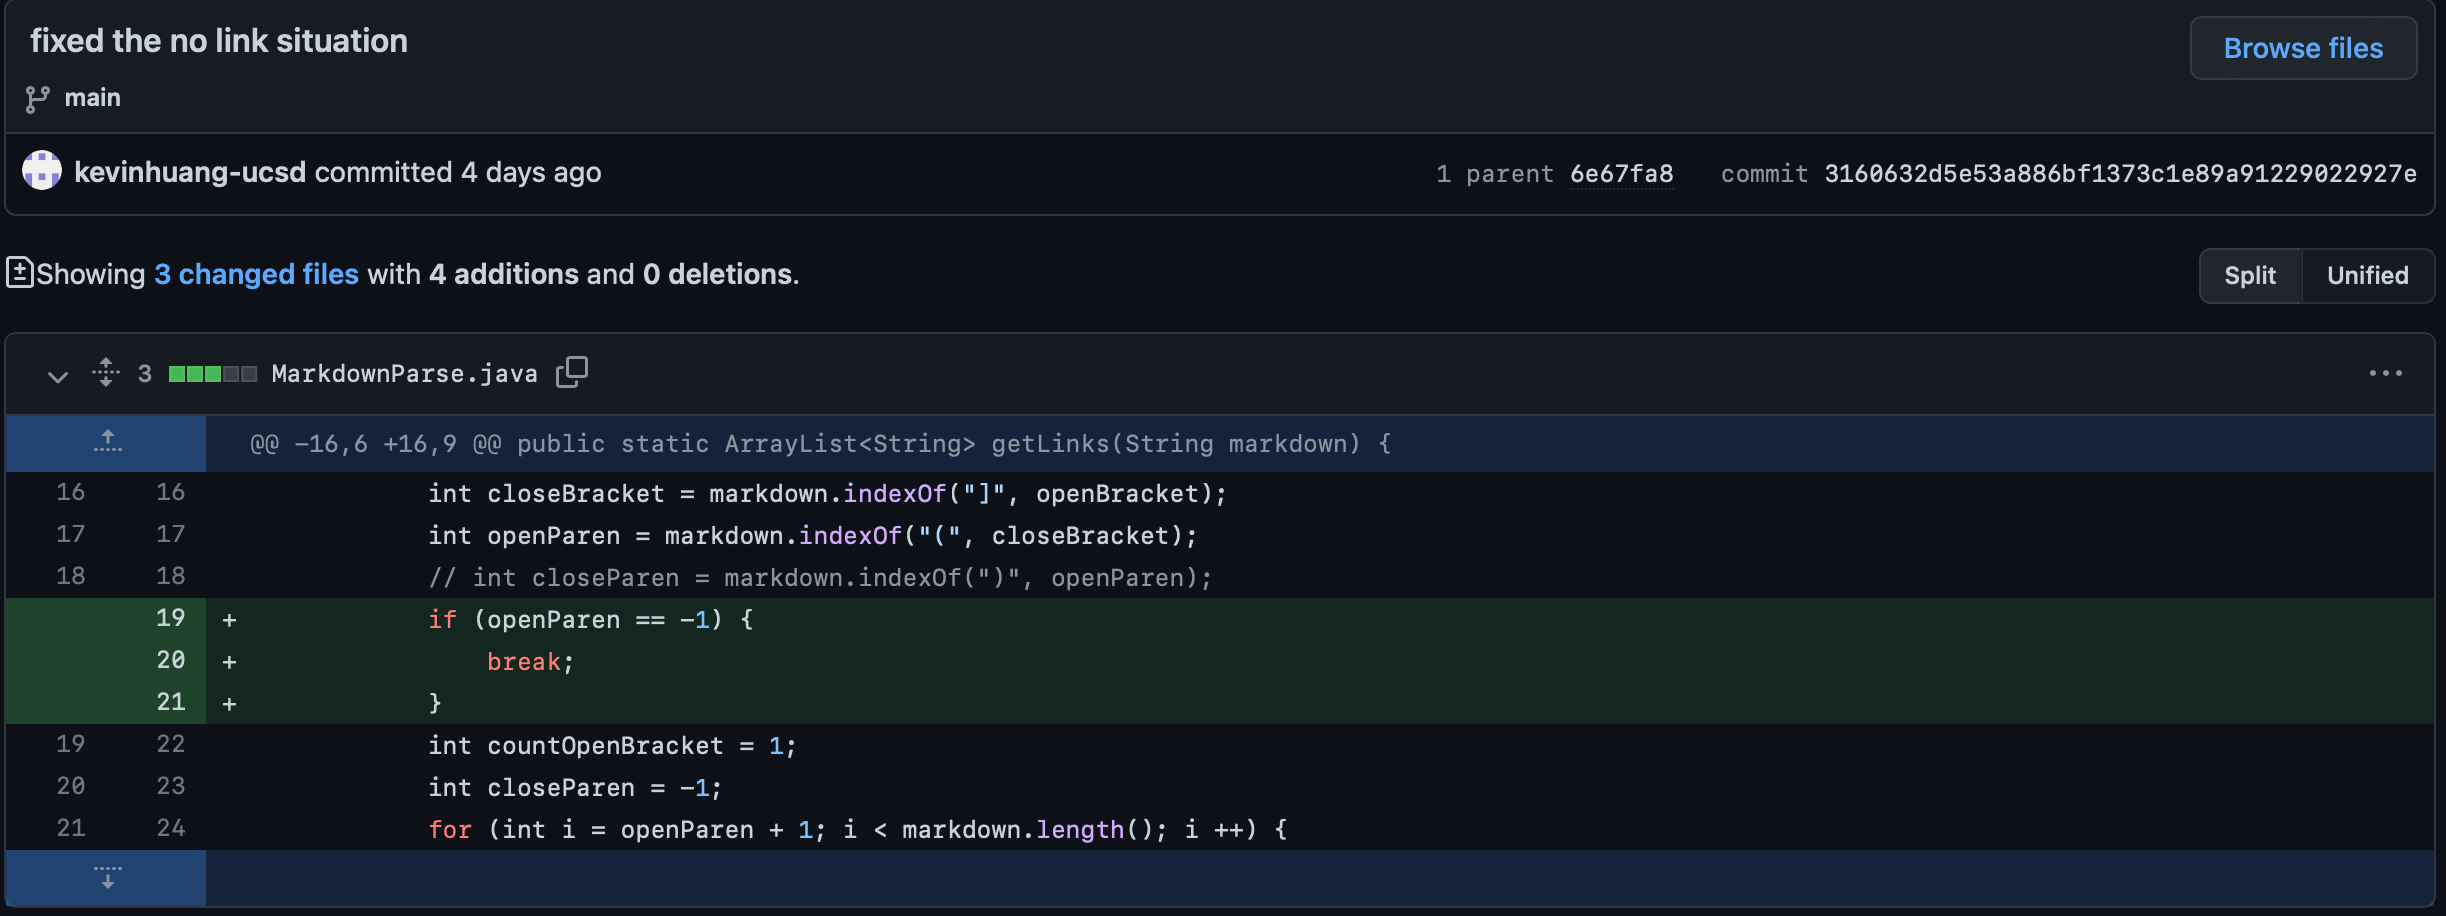 fixed the no link situation
Browse files
main
kevinhuang-ucsd committed 4 days ago
1 parent 6e67fa8 commit 3160632d5e53a886bf1373c1e89a91229022927e
Showing 3 changed files with 4 additions and 0 deletions.
Split Unified
3 MarkdownParse.java
@@ -16,6 +16,9 @@ public static ArrayList<String> getLinks(String markdown) {
16 16 int closeBracket = markdown.indexOf("]", openBracket);
17 17 int openParen = markdown.indexOf("(", closeBracket);
18 18 // int closeParen = markdown.indexOf(")", openParen);
19 + if (openParen == -1) {
20 + break;
21 + }
19 22 int countOpenBracket = 1;
20 23 int closeParen = -1;
21 24 for (int i = openParen + 1; i < markdown.length(); i ++) {